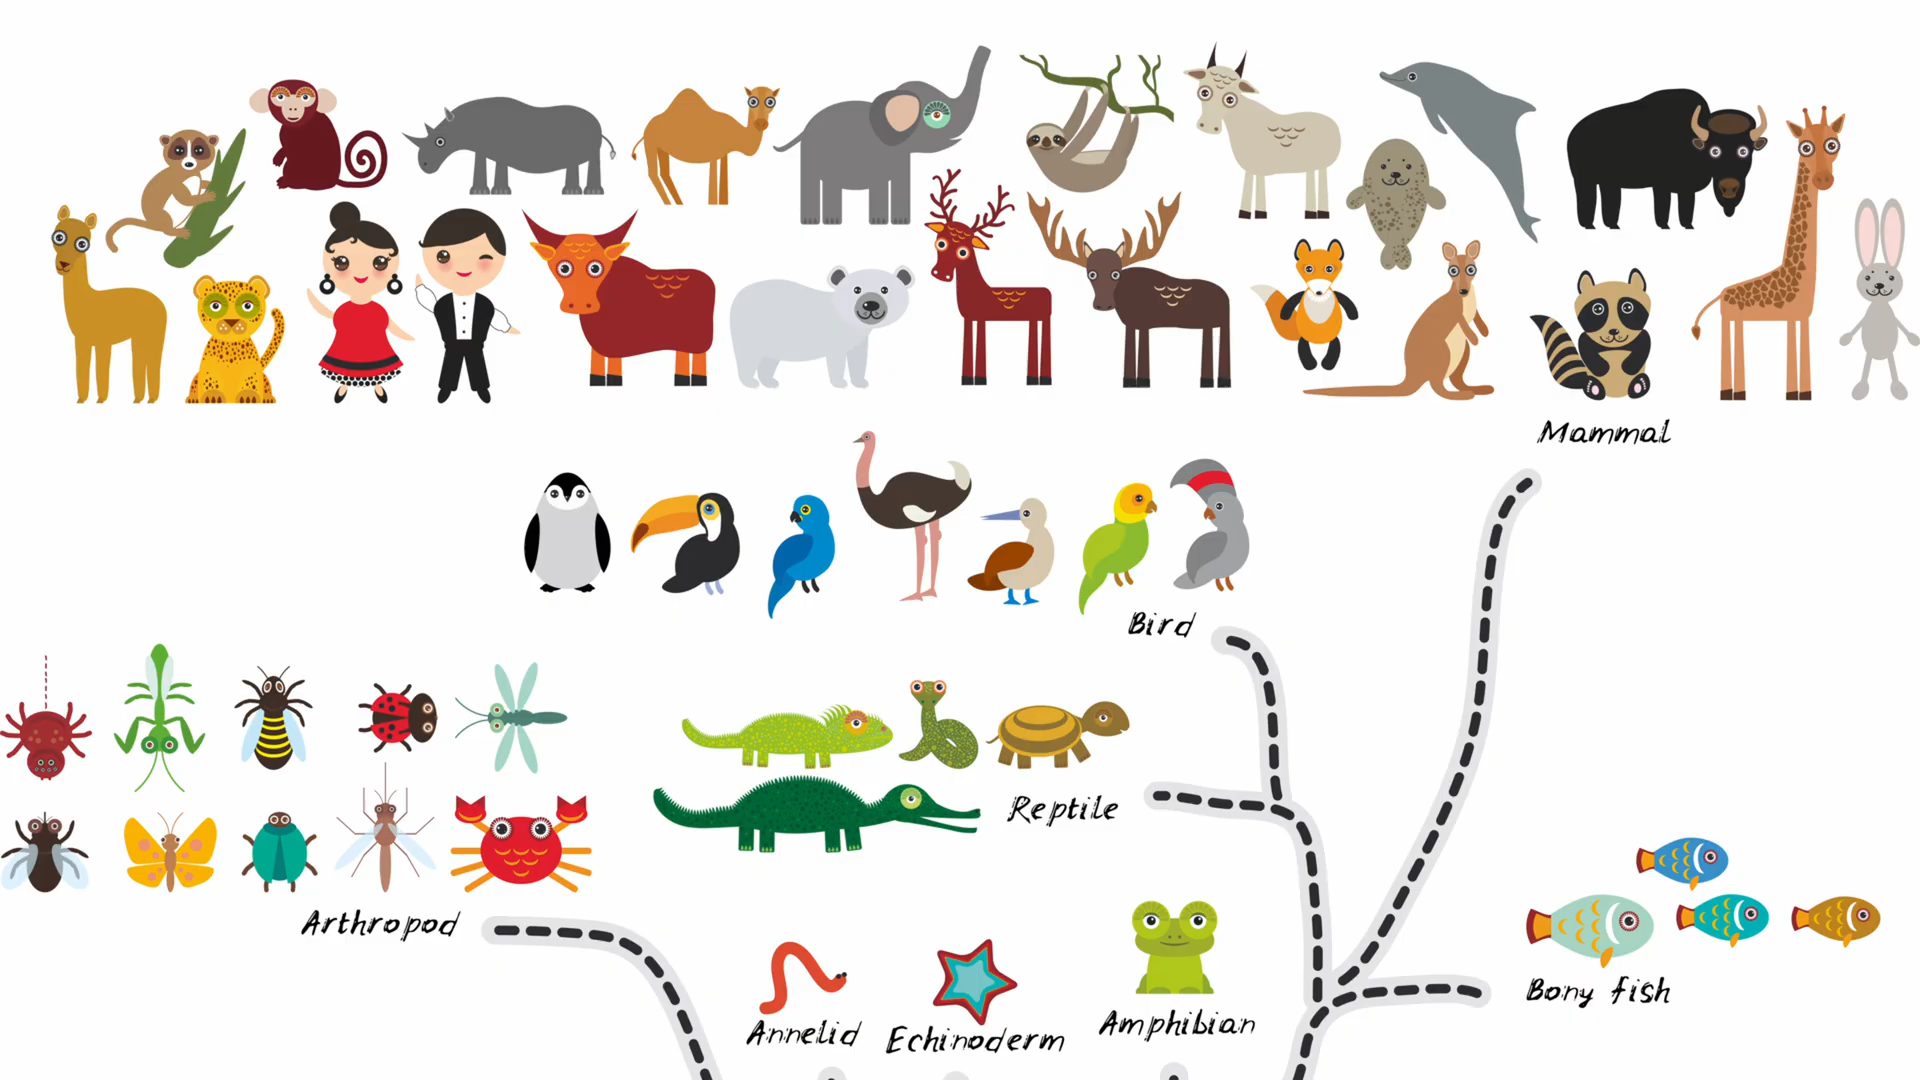 Mammal
Bird
Reptile
Arthropod
Bony fish
Annelid
Echinoderm
Amphibian